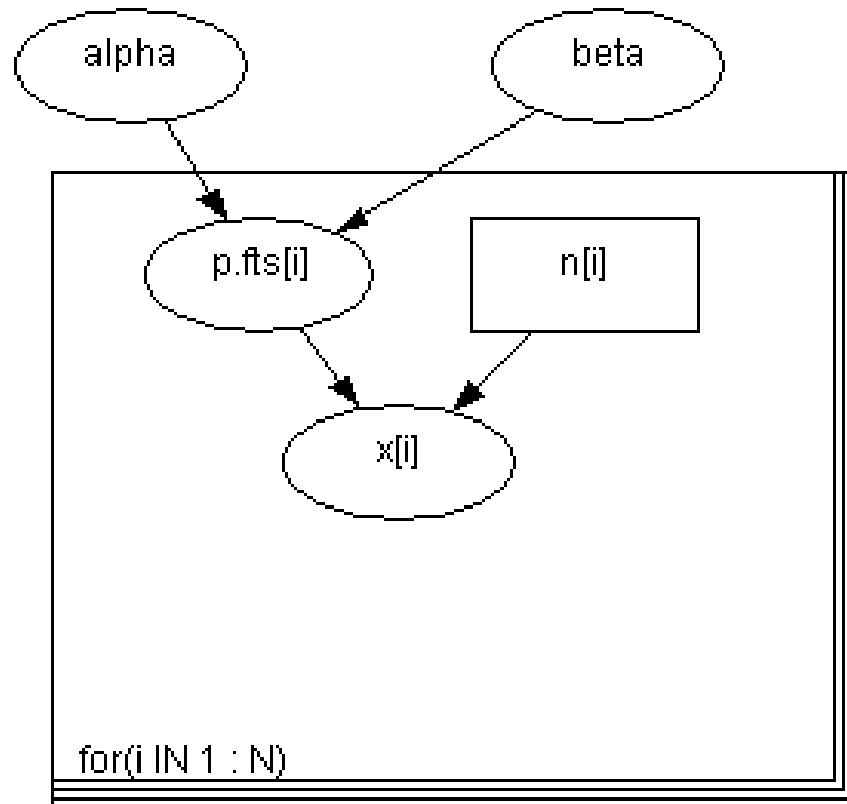 alpha
beta
p.fts[i]
n[i]
x[i]
for(i IN 1 : N)